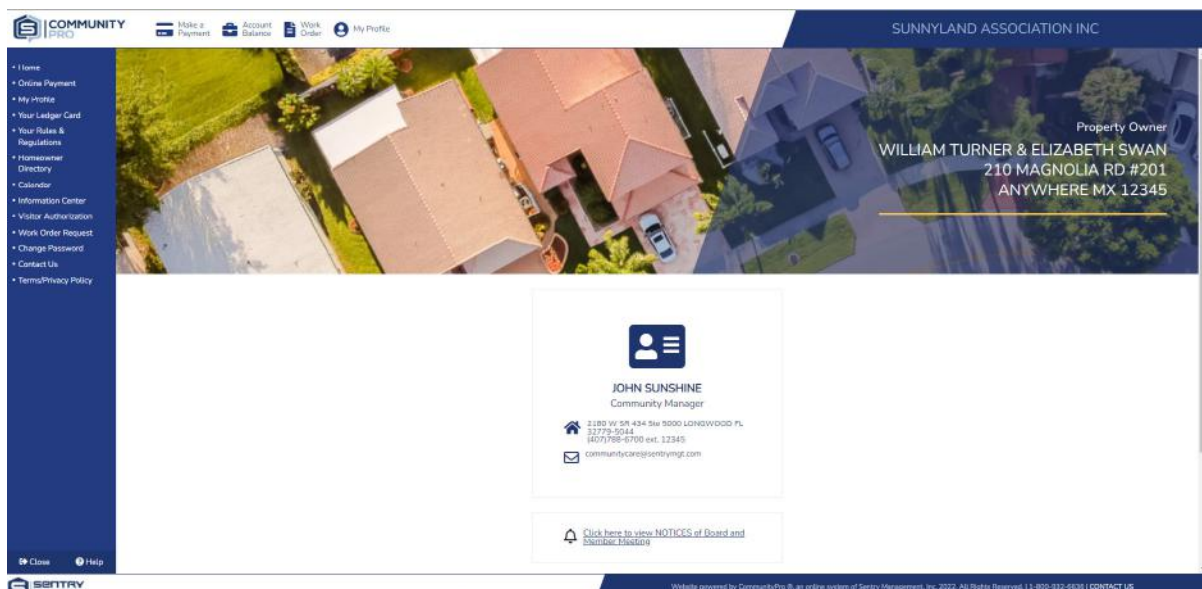 COMMUNITY
PRO
Make a
Payment
Account
Balance
Work
Order
My Profile
SUNNYLAND ASSOCIATION INC
• Home
• Online Payment
• My Profile
• Your Ledger Card
• Your Rules &
Regulations
• Homeowner
Directory
• Calendar
• Information Center
• Visitor Authorization
• Work Order Request
• Change Password
• Contact Us
• Terms/Privacy Policy
Property Owner
WILLIAM TURNER & ELIZABETH SWAN
210 MAGNOLIA RD #201
ANYWHERE MX 12345
JOHN SUNSHINE
Community Manager
2180 W SR 434 Ste 5000 LONGWOOD FL
32779-5044
(407)788-6700 ext. 12345
communitycare@sentrymgt.com
Click here to view NOTICES of Board and
Member Meeting
Close
Help
SENTRY
Website powered by CommunityPro ®, an online system of Sentry Management, Inc. 2022. All Rights Reserved. | 1-800-932-6636 | CONTACT US